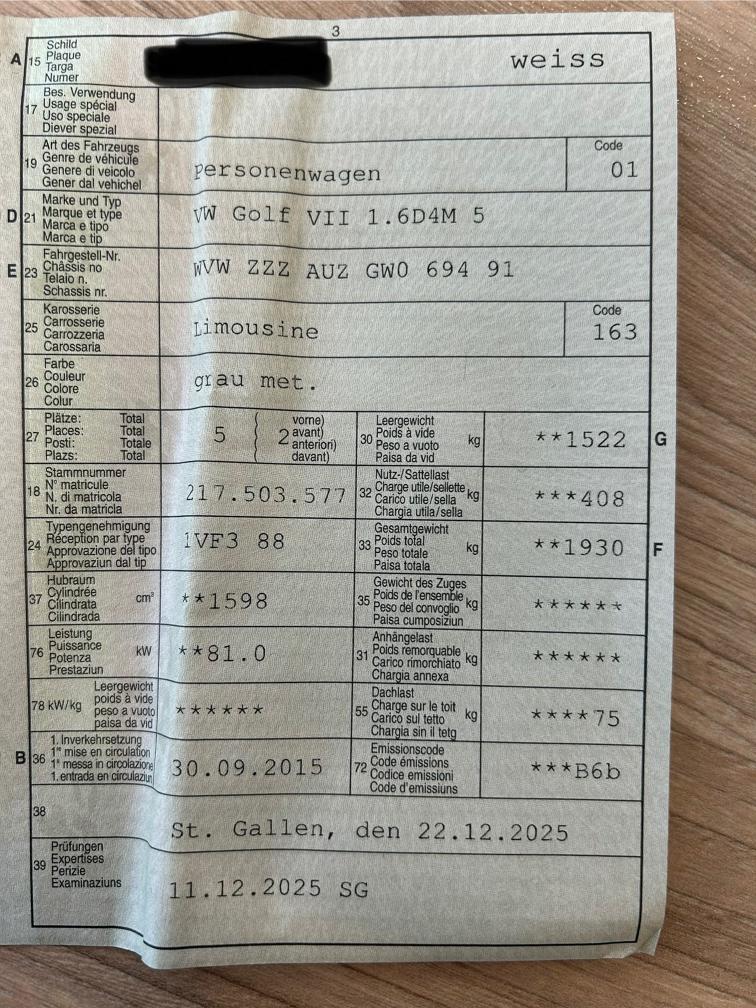 3
A 15 Schild
Plaque
Targa
Numer
weiss
17 Bes. Verwendung
Usage spécial
Uso speciale
Diever spezial
19 Art des Fahrzeugs
Genre de véhicule
Genere di veicolo
Gener dal vehichel
Personenwagen
Code
01
D 21 Marke und Typ
Marque et type
Marca e tipo
Marca e tip
VW Golf VII 1.6D4M 5
E 23 Fahrgestell-Nr.
Châssis no
Telaio n.
Schassis nr.
WVW ZZZ AUZ GW0 694 91
25 Karosserie
Carrosserie
Carrozzeria
Carossaria
Limousine
Code
163
26 Farbe
Couleur
Colore
Colur
grau met.
27 Plätze: Total
Places: Total
Posti: Totale
Plazs: Total
5 ( 2 vorne)
avant)
anteriori)
davant)
30 Leergewicht
Poids à vide
Peso a vuoto
Paisa da vid
kg
**1522
G
18 Stammnummer
N° matricule
N. di matricola
Nr. da matricla
217.503.577
32 Nutz-/Sattellast
Charge utile/sellette
Carico utile/sella
Chargia utila/sella
kg
***408
24 Typengenehmigung
Réception par type
Approvazione del tipo
Approvaziun dal tip
1VF3 88
33 Gesamtgewicht
Poids total
Peso totale
Paisa totala
kg
**1930
F
37 Hubraum
Cylindrée
Cilindrata
Cilindrada
cm³
**1598
35 Gewicht des Zuges
Poids de l'ensemble
Peso del convoglio
Paisa cumposiziun
kg
******
76 Leistung
Puissance
Potenza
Prestaziun
kW
**81.0
31 Anhängelast
Poids remorquable
Carico rimorchiato
Chargia annexa
kg
******
78 kW/kg Leergewicht
poids à vide
peso a vuoto
paisa da vid
******
55 Dachlast
Charge sur le toit
Carico sul tetto
Chargia sin il tetg
kg
****75
B 36 1. Inverkehrsetzung
1re mise en circulation
1a messa in circolazione
1. entrada en circulaziun
30.09.2015
72 Emissionscode
Code émissions
Codice emissioni
Code d'emissiuns
***B6b
38
St. Gallen, den 22.12.2025
39 Prüfungen
Expertises
Perizie
Examinaziuns
11.12.2025 SG